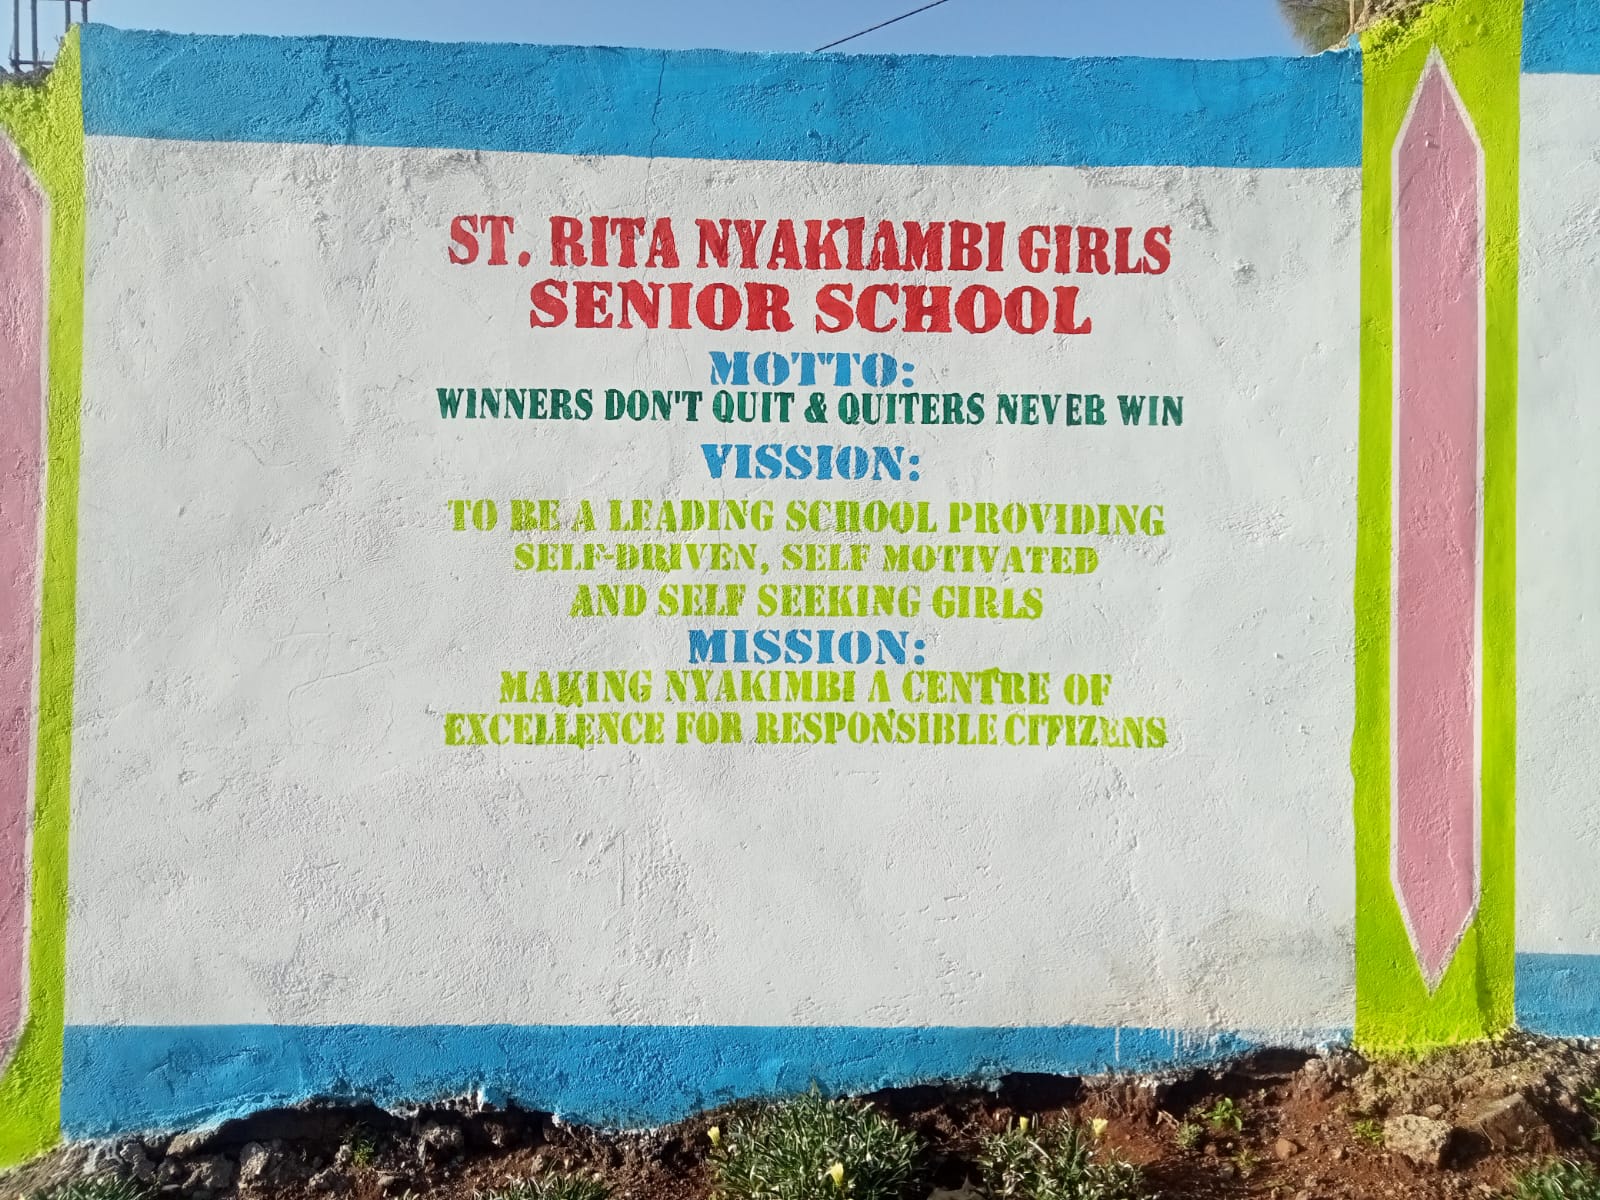 ST. RITA NYAKIAMBI GIRLS
SENIOR SCHOOL
MOTTO:
WINNERS DON'T QUIT & QUITERS NEVER WIN
VISSION:
TO BE A LEADING SCHOOL PROVIDING
SELF-DRIVEN, SELF MOTIVATED
AND SELF SEEKING GIRLS
MISSION:
MAKING NYAKIMBI A CENTRE OF
EXCELLENCE FOR RESPONSIBLE CITIZENS